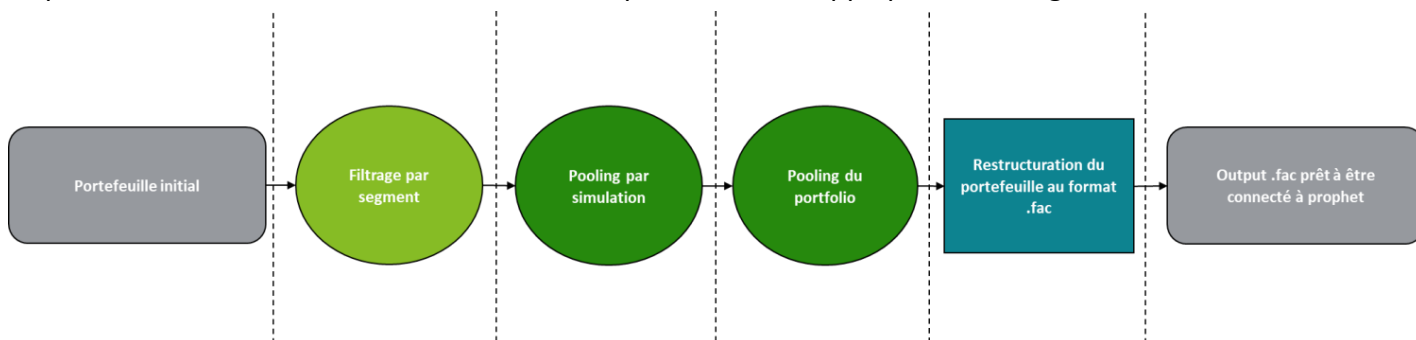 Portefeuille initial
Filtrage par
segment
Pooling par
simulation
Pooling du
portfolio
Restructuration du
portefeuille au format
.fac
Output .fac prêt à être
connecté à prophet